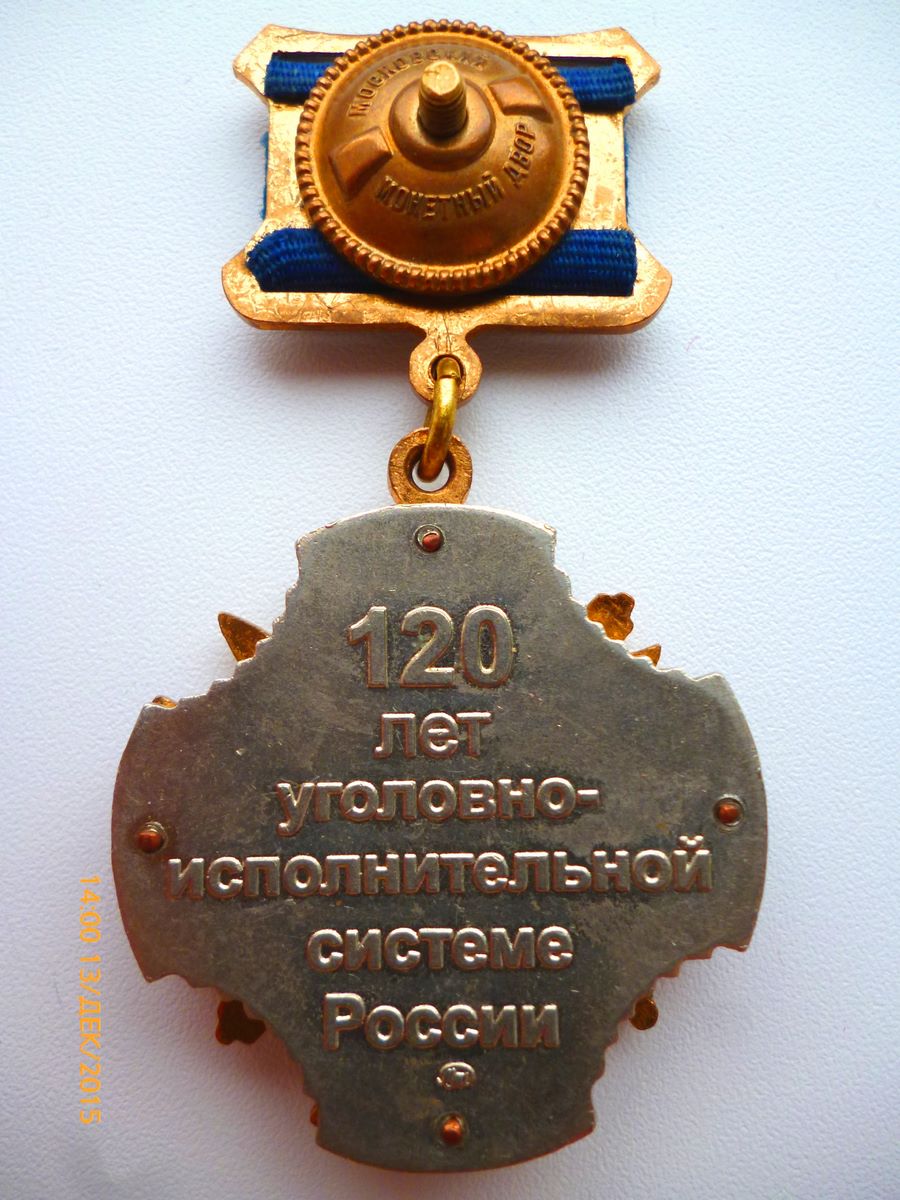 МОСКОВСКИЙ
МОНЕТНЫЙ ДВОР
120
лет
уголовно-
исполнительной
системе
России
14:00 13/ДЕК/2015